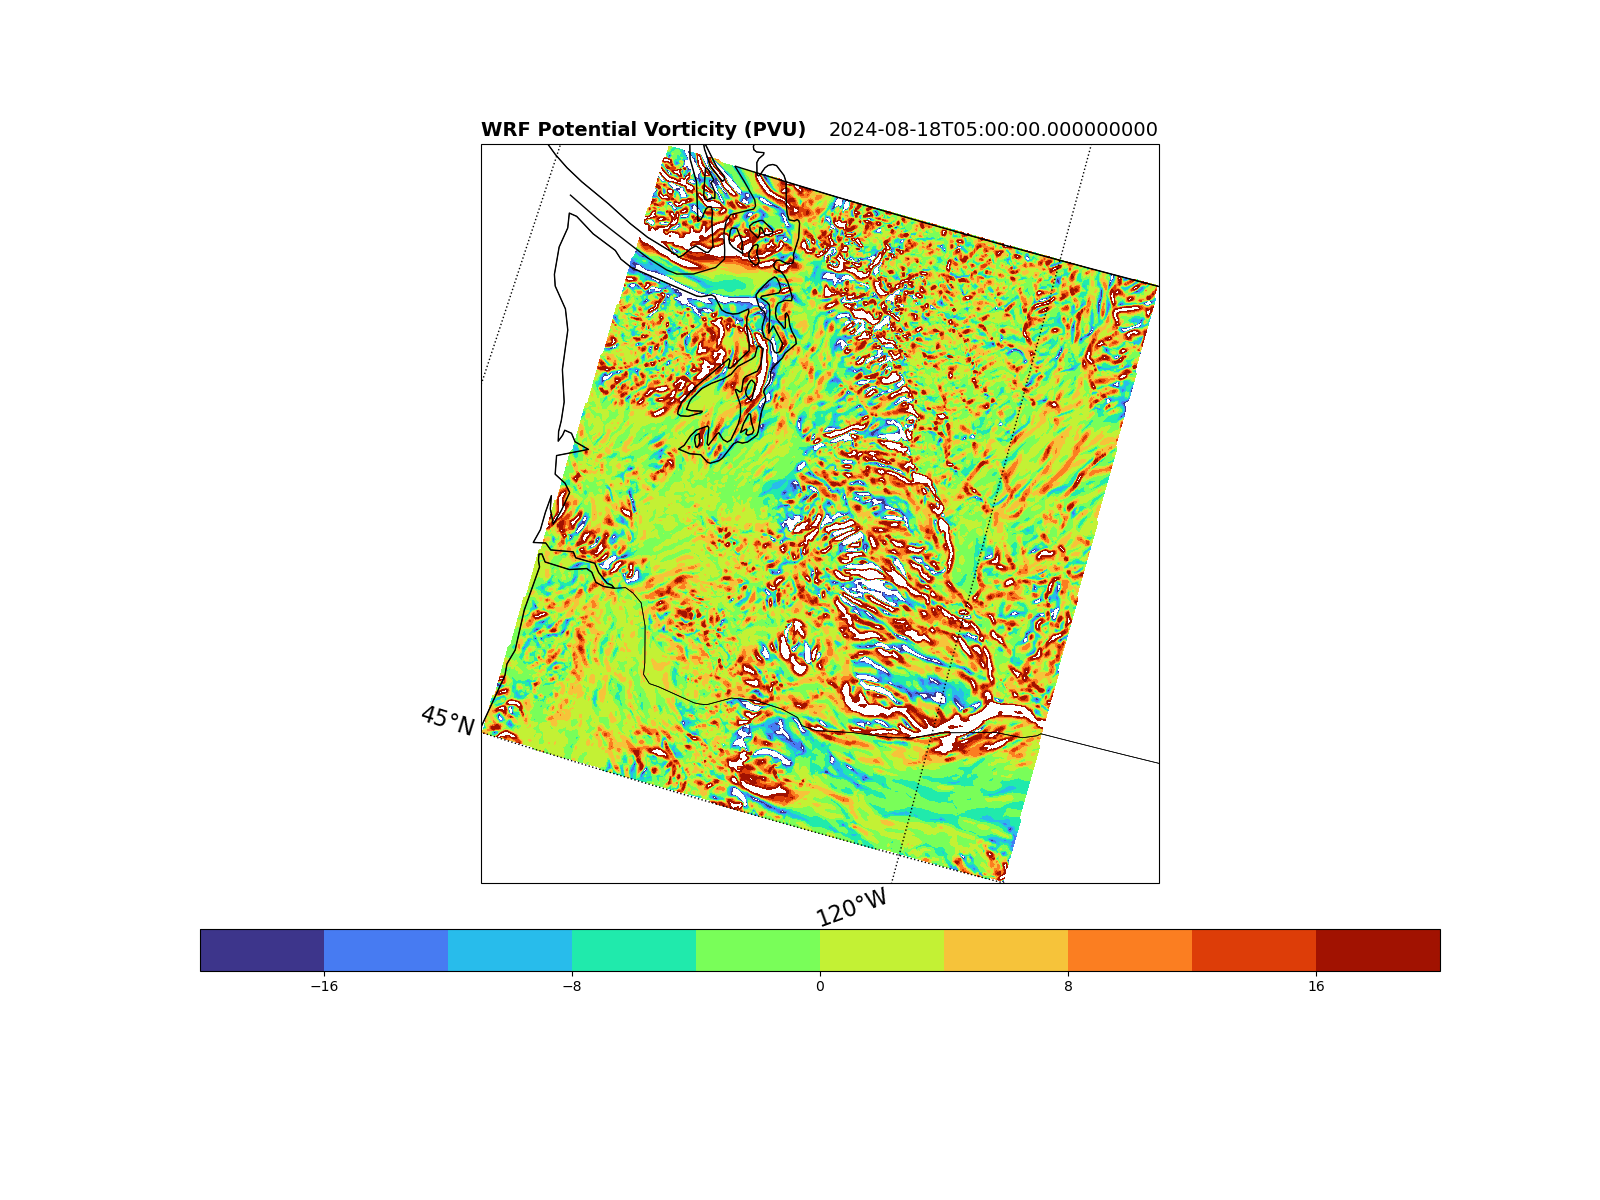 WRF Potential Vorticity (PVU) 2024-08-18T05:00:00.000000000
45°N
120°W
−16 −8 0 8 16